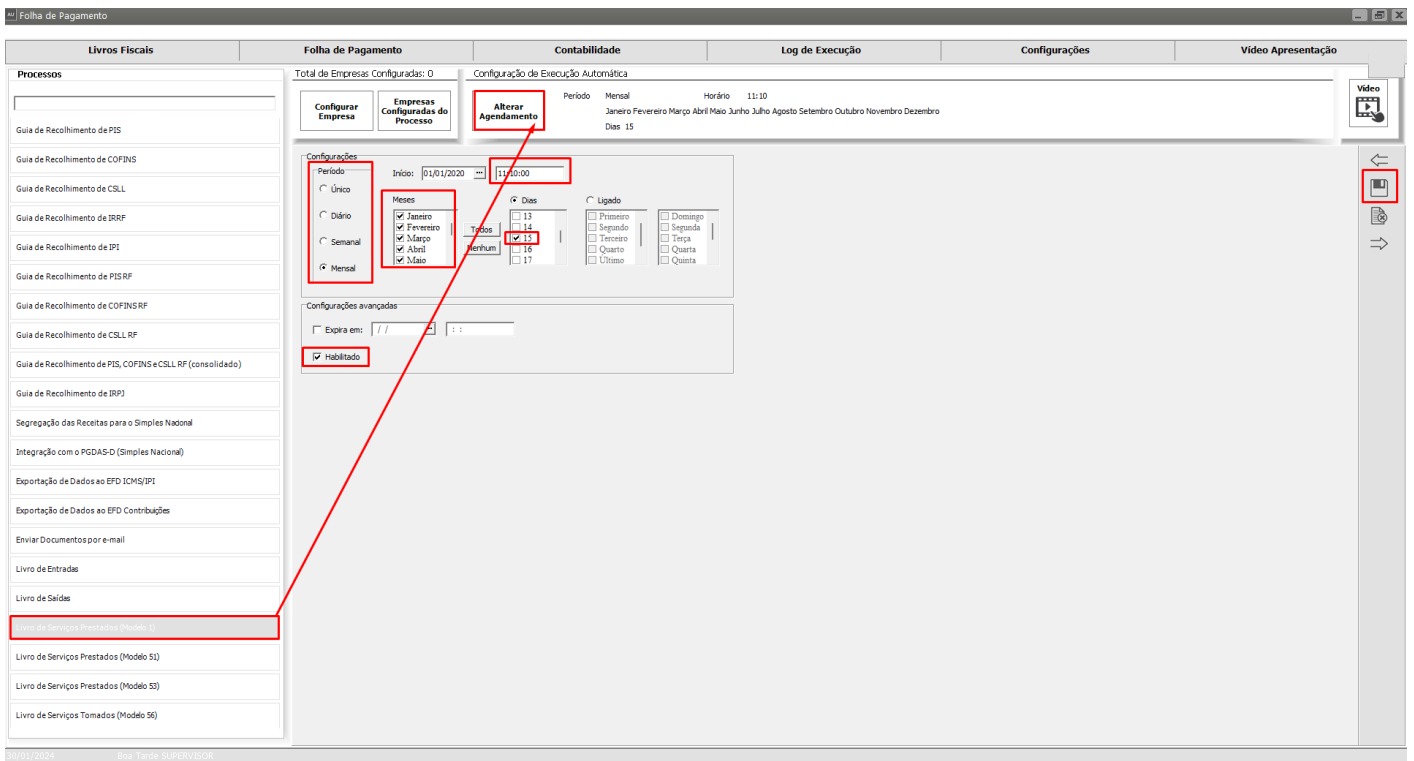 AU Folha de Pagamento
Livros Fiscais Folha de Pagamento Contabilidade Log de Execução Configurações Vídeo Apresentação
Processos
Guia de Recolhimento de PIS
Guia de Recolhimento de COFINS
Guia de Recolhimento de CSLL
Guia de Recolhimento de IRRF
Guia de Recolhimento de IPI
Guia de Recolhimento de PIS RF
Guia de Recolhimento de COFINS RF
Guia de Recolhimento de CSLL RF
Guia de Recolhimento de PIS, COFINS e CSLL RF (consolidado)
Guia de Recolhimento de IRPJ
Segregação das Receitas para o Simples Nacional
Integração com o PGDAS-D (Simples Nacional)
Exportação de Dados ao EFD ICMS/IPI
Exportação de Dados ao EFD Contribuições
Enviar Documentos por e-mail
Livro de Entradas
Livro de Saídas
Livro de Serviços Prestados (Modelo 3)
Livro de Serviços Prestados (Modelo 51)
Livro de Serviços Prestados (Modelo 53)
Livro de Serviços Tomados (Modelo 56)
Total de Empresas Configuradas: 0
Configurar
Empresa
Empresas
Configuradas do
Processo
Configuração de Execução Automática
Alterar
Agendamento
Período Mensal Horário 11:10
Janeiro Fevereiro Março Abril Maio Junho Julho Agosto Setembro Outubro Novembro Dezembro
Dias 15
Vídeo
Configurações
Período
Único
Diário
Semanal
Mensal
Início: 01/01/2020 ... 11:10:00
Meses
Janeiro
Fevereiro
Março
Abril
Maio
Todos
Nenhum
Dias
13
14
15
16
17
Ligado
Primeiro
Segundo
Terceiro
Quarto
Último
Domingo
Segunda
Terça
Quarta
Quinta
Configurações avançadas
Expira em: / / ... : :
Habilitado
30/01/2024 Boa Tarde SUPERVISOR